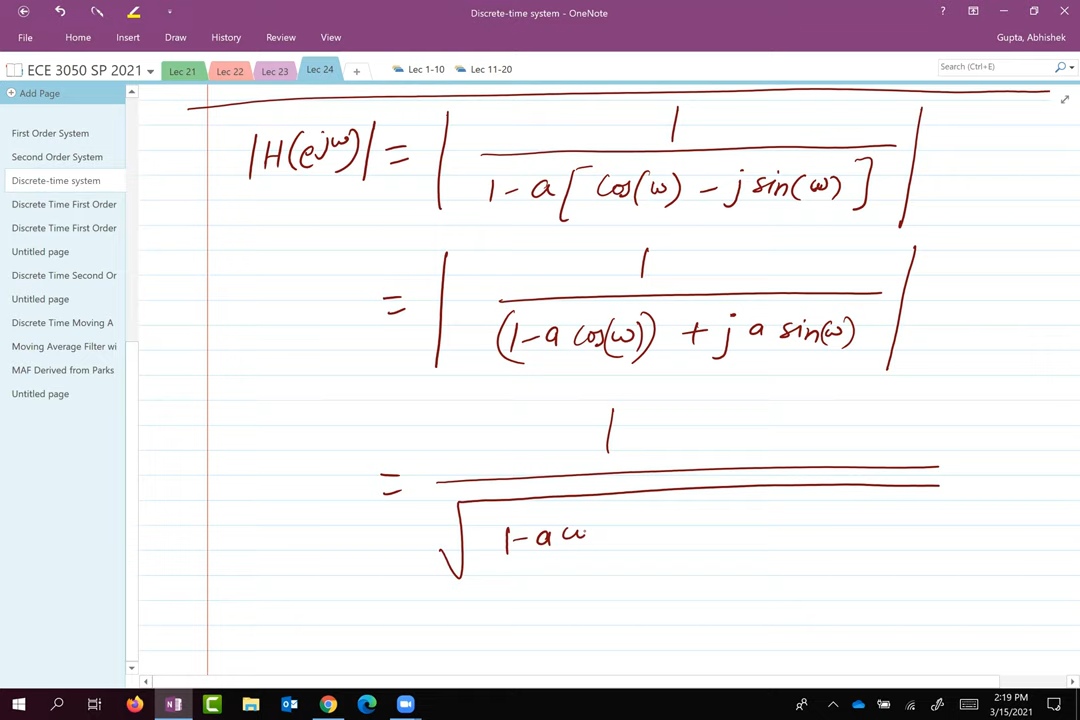 Discrete-time system - OneNote
?
File Home Insert Draw History Review View
Gupta, Abhishek
ECE 3050 SP 2021 Lec 21 Lec 22 Lec 23 Lec 24 + Lec 1-10 Lec 11-20
Search (Ctrl+E)
Add Page
First Order System
Second Order System
Discrete-time system
Discrete Time First Order
Discrete Time First Order
Untitled page
Discrete Time Second Or
Untitled page
Discrete Time Moving A
Moving Average Filter wi
MAF Derived from Parks
Untitled page
|H(e^jω)| = | 1 / 1-a[cos(ω) - j sin(ω)] |
= | 1 / (1-a cos(ω)) + j a sin(ω) |
= 1 / √ 1-a ω
2:19 PM
3/15/2021